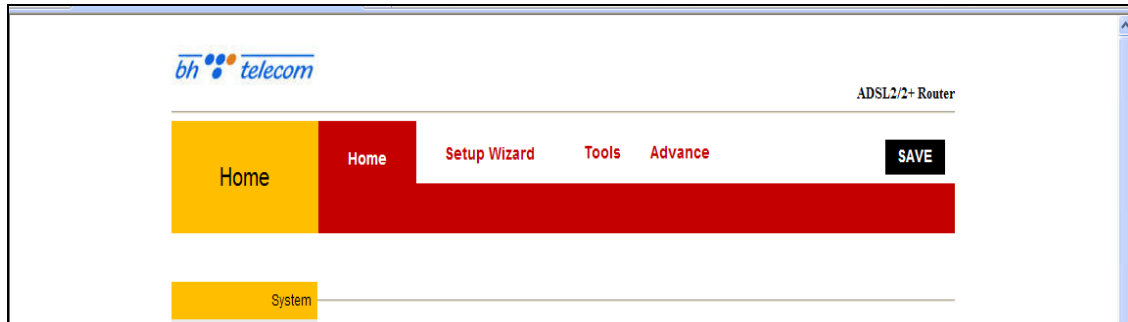 bh telecom
ADSL2/2+ Router
Home
Home Setup Wizard Tools Advance SAVE
System